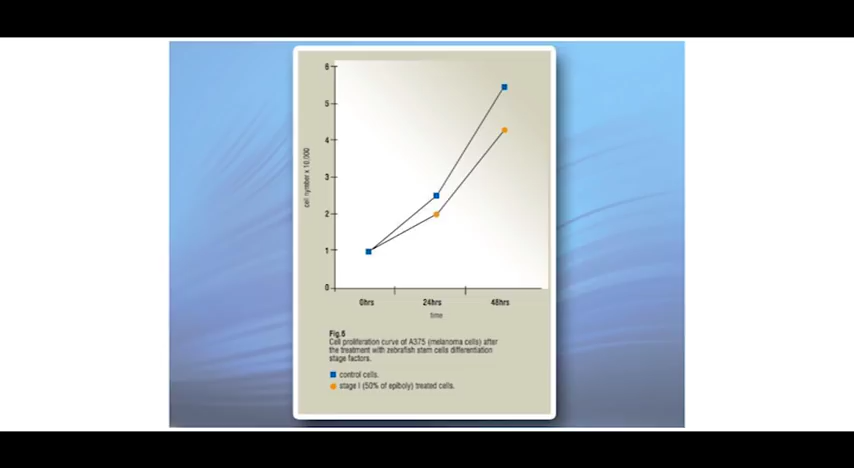 6
5
4
3
2
1
0
cell nymber x 10,000
0hrs 24hrs 48hrs
time
Fig.6
Cell proliferation curve of A375 (melanoma cells) after
the treatment with zebrafish stem cells differentiation
stage factors.
control cells.
stage I (50% of epiboly) treated cells.